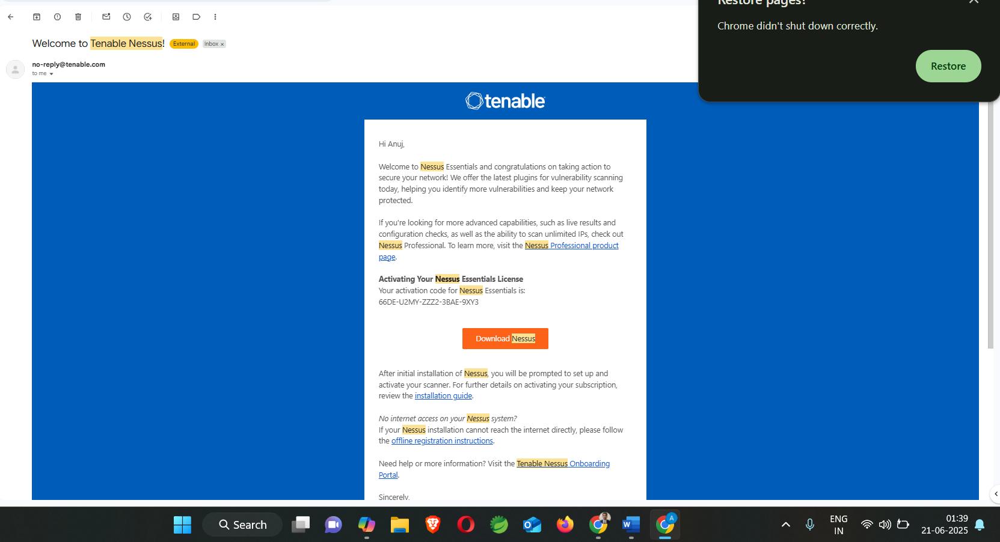 Restore pages?
Chrome didn't shut down correctly.
Restore
Welcome to Tenable Nessus! External Inbox ×
no-reply@tenable.com
to me
tenable
Hi Anuj,
Welcome to Nessus Essentials and congratulations on taking action to
secure your network! We offer the latest plugins for vulnerability scanning
today, helping you identify more vulnerabilities and keep your network
protected.
If you're looking for more advanced capabilities, such as live results and
configuration checks, as well as the ability to scan unlimited IPs, check out
Nessus Professional. To learn more, visit the Nessus Professional product
page.
Activating Your Nessus Essentials License
Your activation code for Nessus Essentials is:
66DE-U2MY-ZZZ2-3BAE-9XY3
Download Nessus
After initial installation of Nessus, you will be prompted to set up and
activate your scanner. For further details on activating your subscription,
review the installation guide.
No internet access on your Nessus system?
If your Nessus installation cannot reach the internet directly, please follow
the offline registration instructions.
Need help or more information? Visit the Tenable Nessus Onboarding
Portal.
Sincerely,
Search
ENG
IN
01:39
21-06-2025